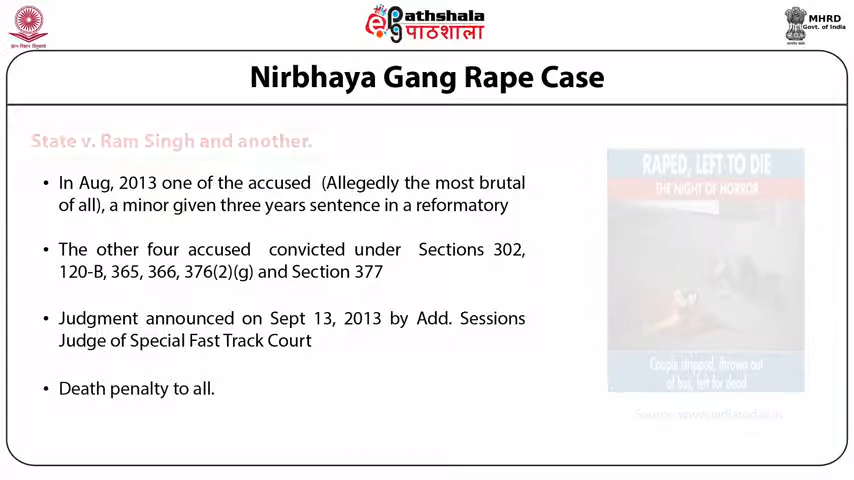 ePathshala
पाठशाला
MHRD
Govt. of India
Nirbhaya Gang Rape Case
State v. Ram Singh and another.
• In Aug, 2013 one of the accused (Allegedly the most brutal
of all), a minor given three years sentence in a reformatory
• The other four accused convicted under Sections 302,
120-B, 365, 366, 376(2)(g) and Section 377
• Judgment announced on Sept 13, 2013 by Add. Sessions
Judge of Special Fast Track Court
• Death penalty to all.
RAPED, LEFT TO DIE
THE NIGHT OF HORROR
Couple stripped, thrown out
of bus, left for dead
Source: www.indiatoday.in